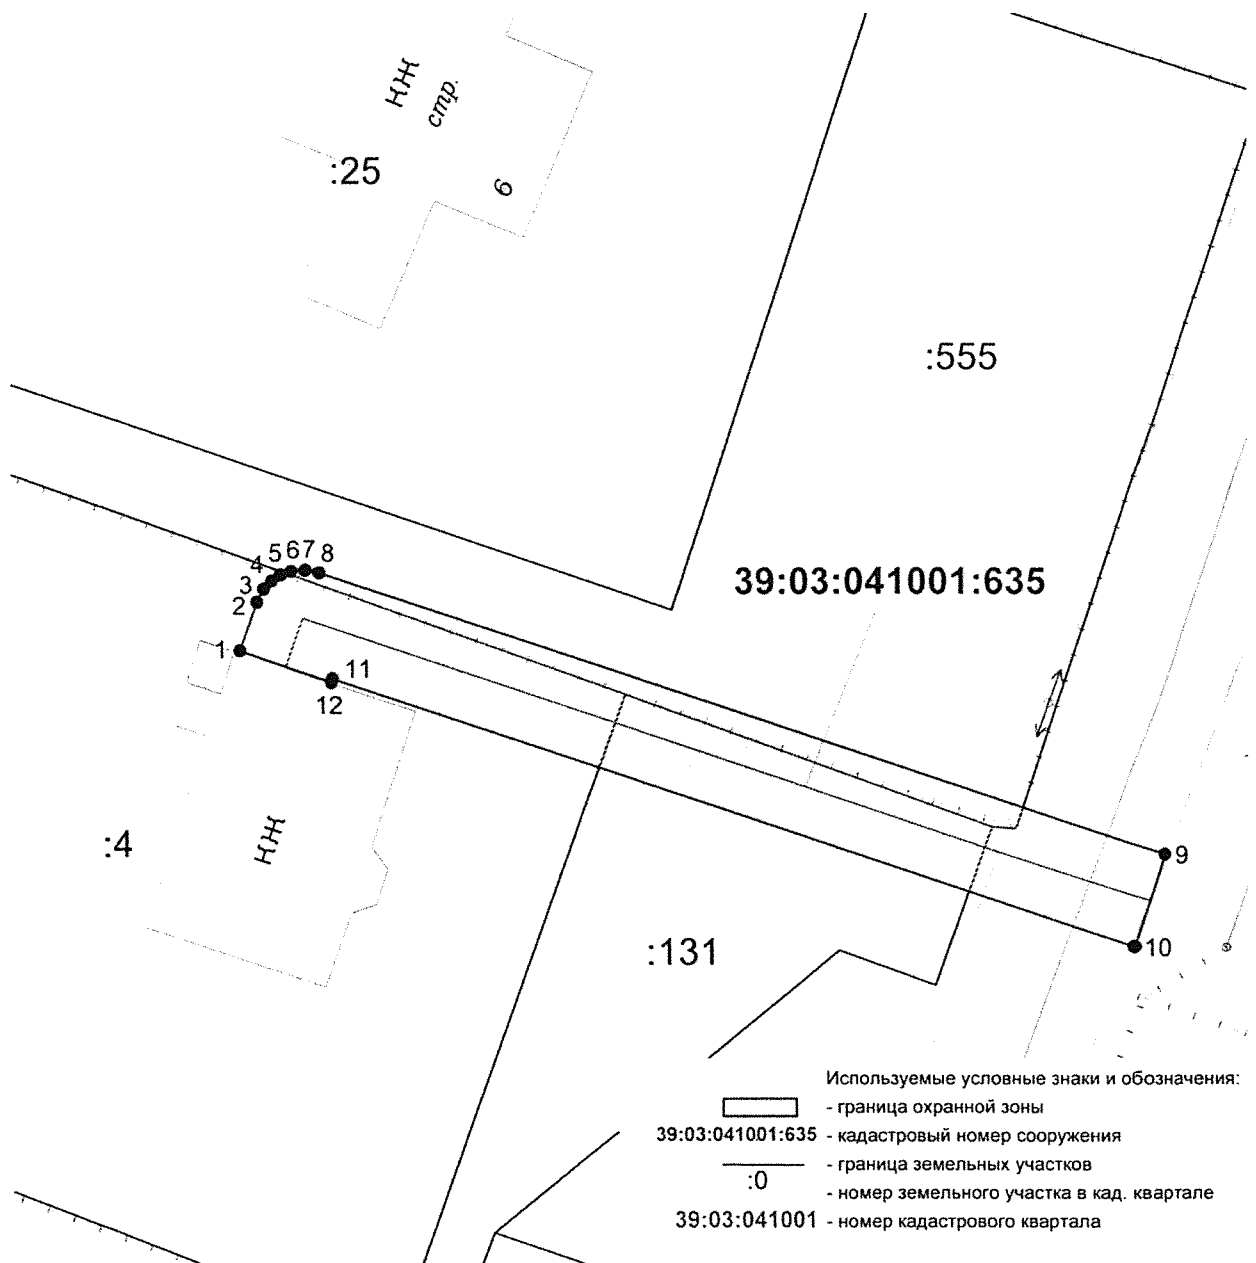 КЖ
стр.
:25
6
:555
39:03:041001:635
5 6 7 8
4
3
2
1
11
12
КЖ
:4
9
:131
10
Используемые условные знаки и обозначения:
- граница охранной зоны
39:03:041001:635 - кадастровый номер сооружения
- граница земельных участков
:0 - номер земельного участка в кад. квартале
39:03:041001 - номер кадастрового квартала